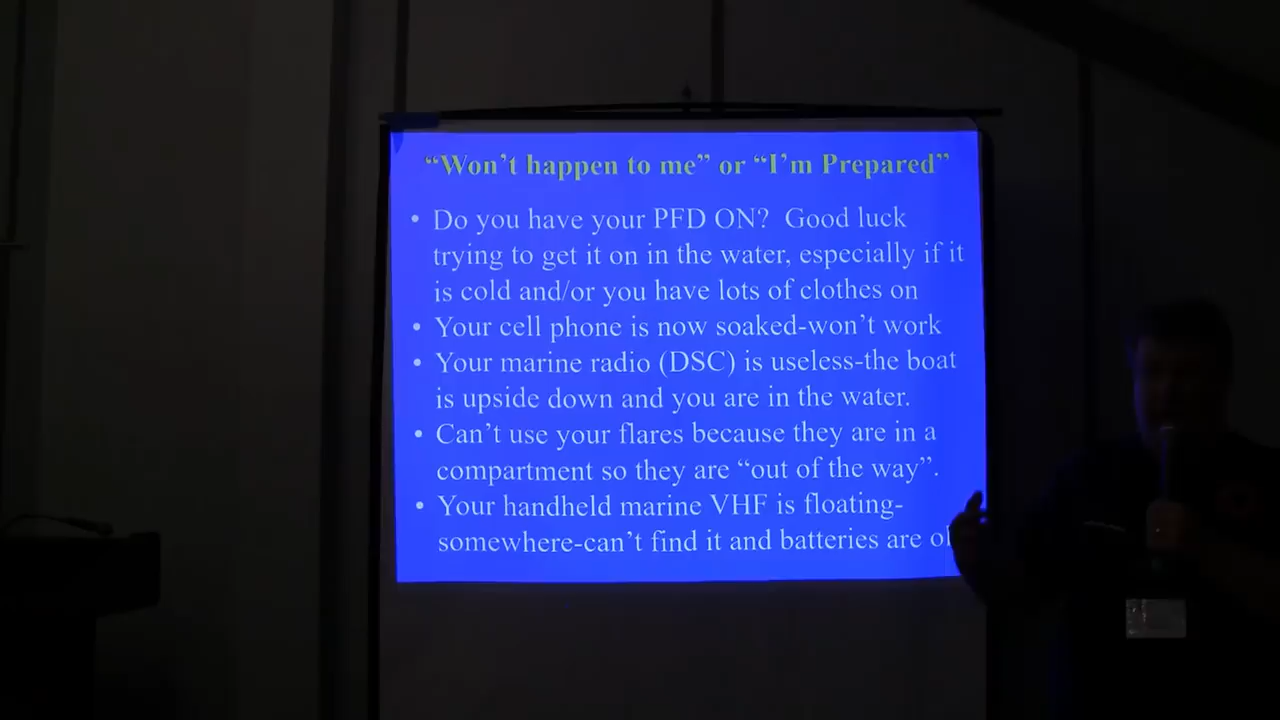 “Won’t happen to me” or “I’m Prepared”
• Do you have your PFD ON?  Good luck
trying to get it on in the water, especially if it
is cold and/or you have lots of clothes on
• Your cell phone is now soaked-won’t work
• Your marine radio (DSC) is useless-the boat
is upside down and you are in the water.
• Can’t use your flares because they are in a
compartment so they are “out of the way”.
• Your handheld marine VHF is floating-
somewhere-can’t find it and batteries are